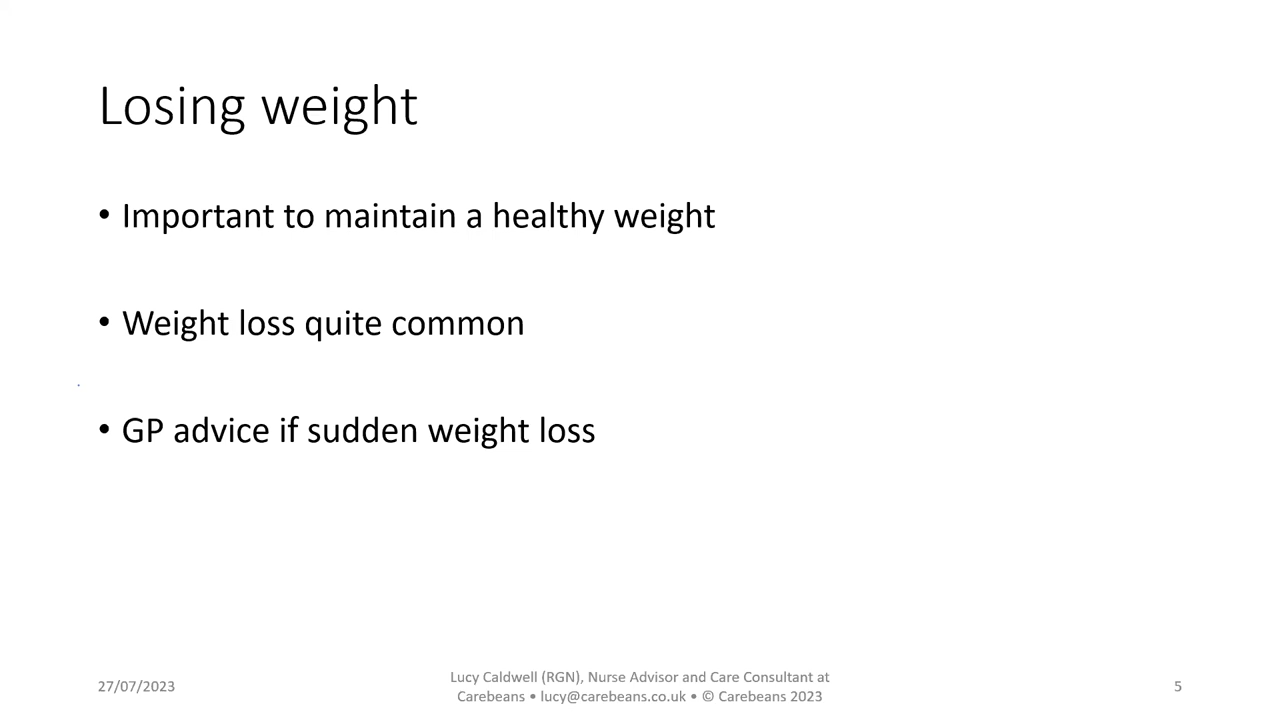 Losing weight
• Important to maintain a healthy weight
• Weight loss quite common
• GP advice if sudden weight loss
27/07/2023
Lucy Caldwell (RGN), Nurse Advisor and Care Consultant at
Carebeans • lucy@carebeans.co.uk • © Carebeans 2023
5